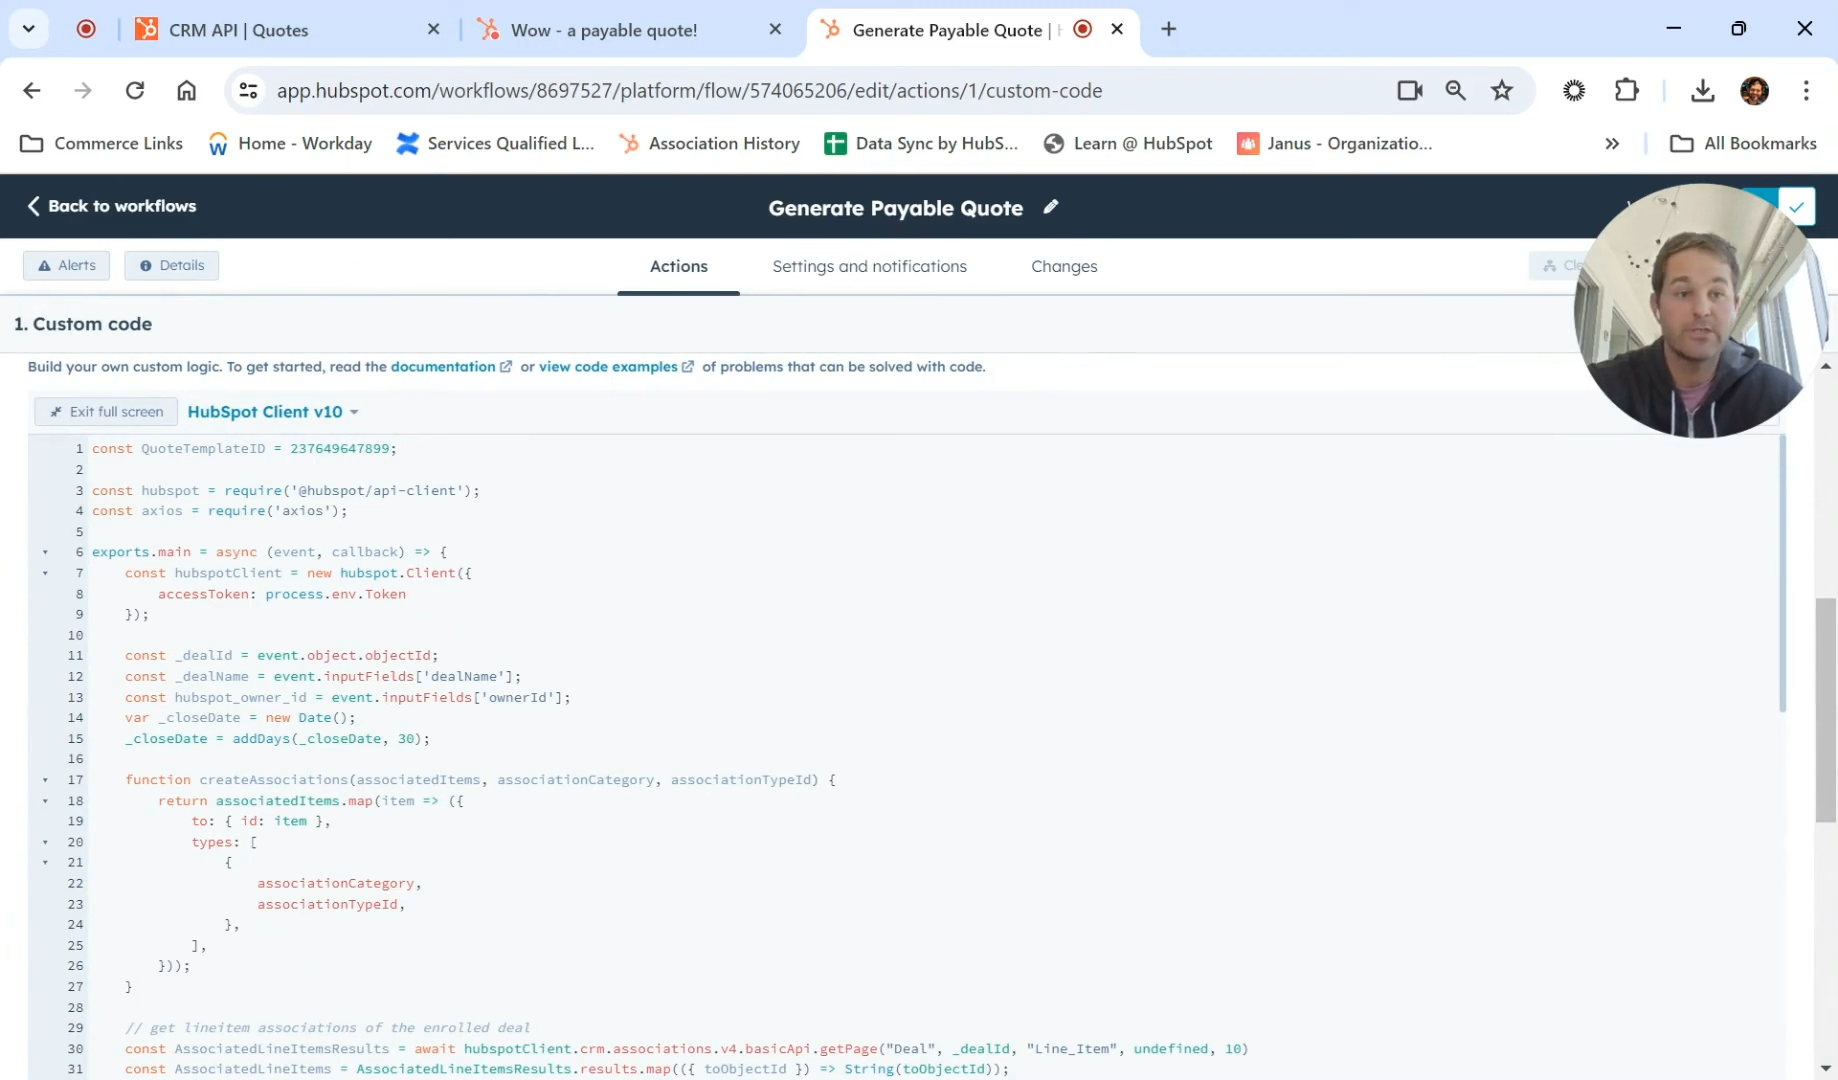 CRM API | Quotes
Wow - a payable quote!
Generate Payable Quote |
app.hubspot.com/workflows/8697527/platform/flow/574065206/edit/actions/1/custom-code
Commerce Links
Home - Workday
Services Qualified L...
Association History
Data Sync by HubS...
Learn @ HubSpot
Janus - Organizatio...
»
All Bookmarks
Back to workflows
Generate Payable Quote
Alerts
Details
Actions
Settings and notifications
Changes
1. Custom code
Build your own custom logic. To get started, read the documentation or view code examples of problems that can be solved with code.
Exit full screen
HubSpot Client v10
1 const QuoteTemplateID = 237649647899;
2
3 const hubspot = require('@hubspot/api-client');
4 const axios = require('axios');
5
6 exports.main = async (event, callback) => {
7 const hubspotClient = new hubspot.Client({
8 accessToken: process.env.Token
9 });
10
11 const _dealId = event.object.objectId;
12 const _dealName = event.inputFields['dealName'];
13 const hubspot_owner_id = event.inputFields['ownerId'];
14 var _closeDate = new Date();
15 _closeDate = addDays(_closeDate, 30);
16
17 function createAssociations(associatedItems, associationCategory, associationTypeId) {
18 return associatedItems.map(item => ({
19 to: { id: item },
20 types: [
21 {
22 associationCategory,
23 associationTypeId,
24 },
25 ],
26 }));
27 }
28
29 // get lineitem associations of the enrolled deal
30 const AssociatedLineItemsResults = await hubspotClient.crm.associations.v4.basicApi.getPage("Deal", _dealId, "Line_Item", undefined, 10)
31 const AssociatedLineItems = AssociatedLineItemsResults.results.map(({ toObjectId }) => String(toObjectId));